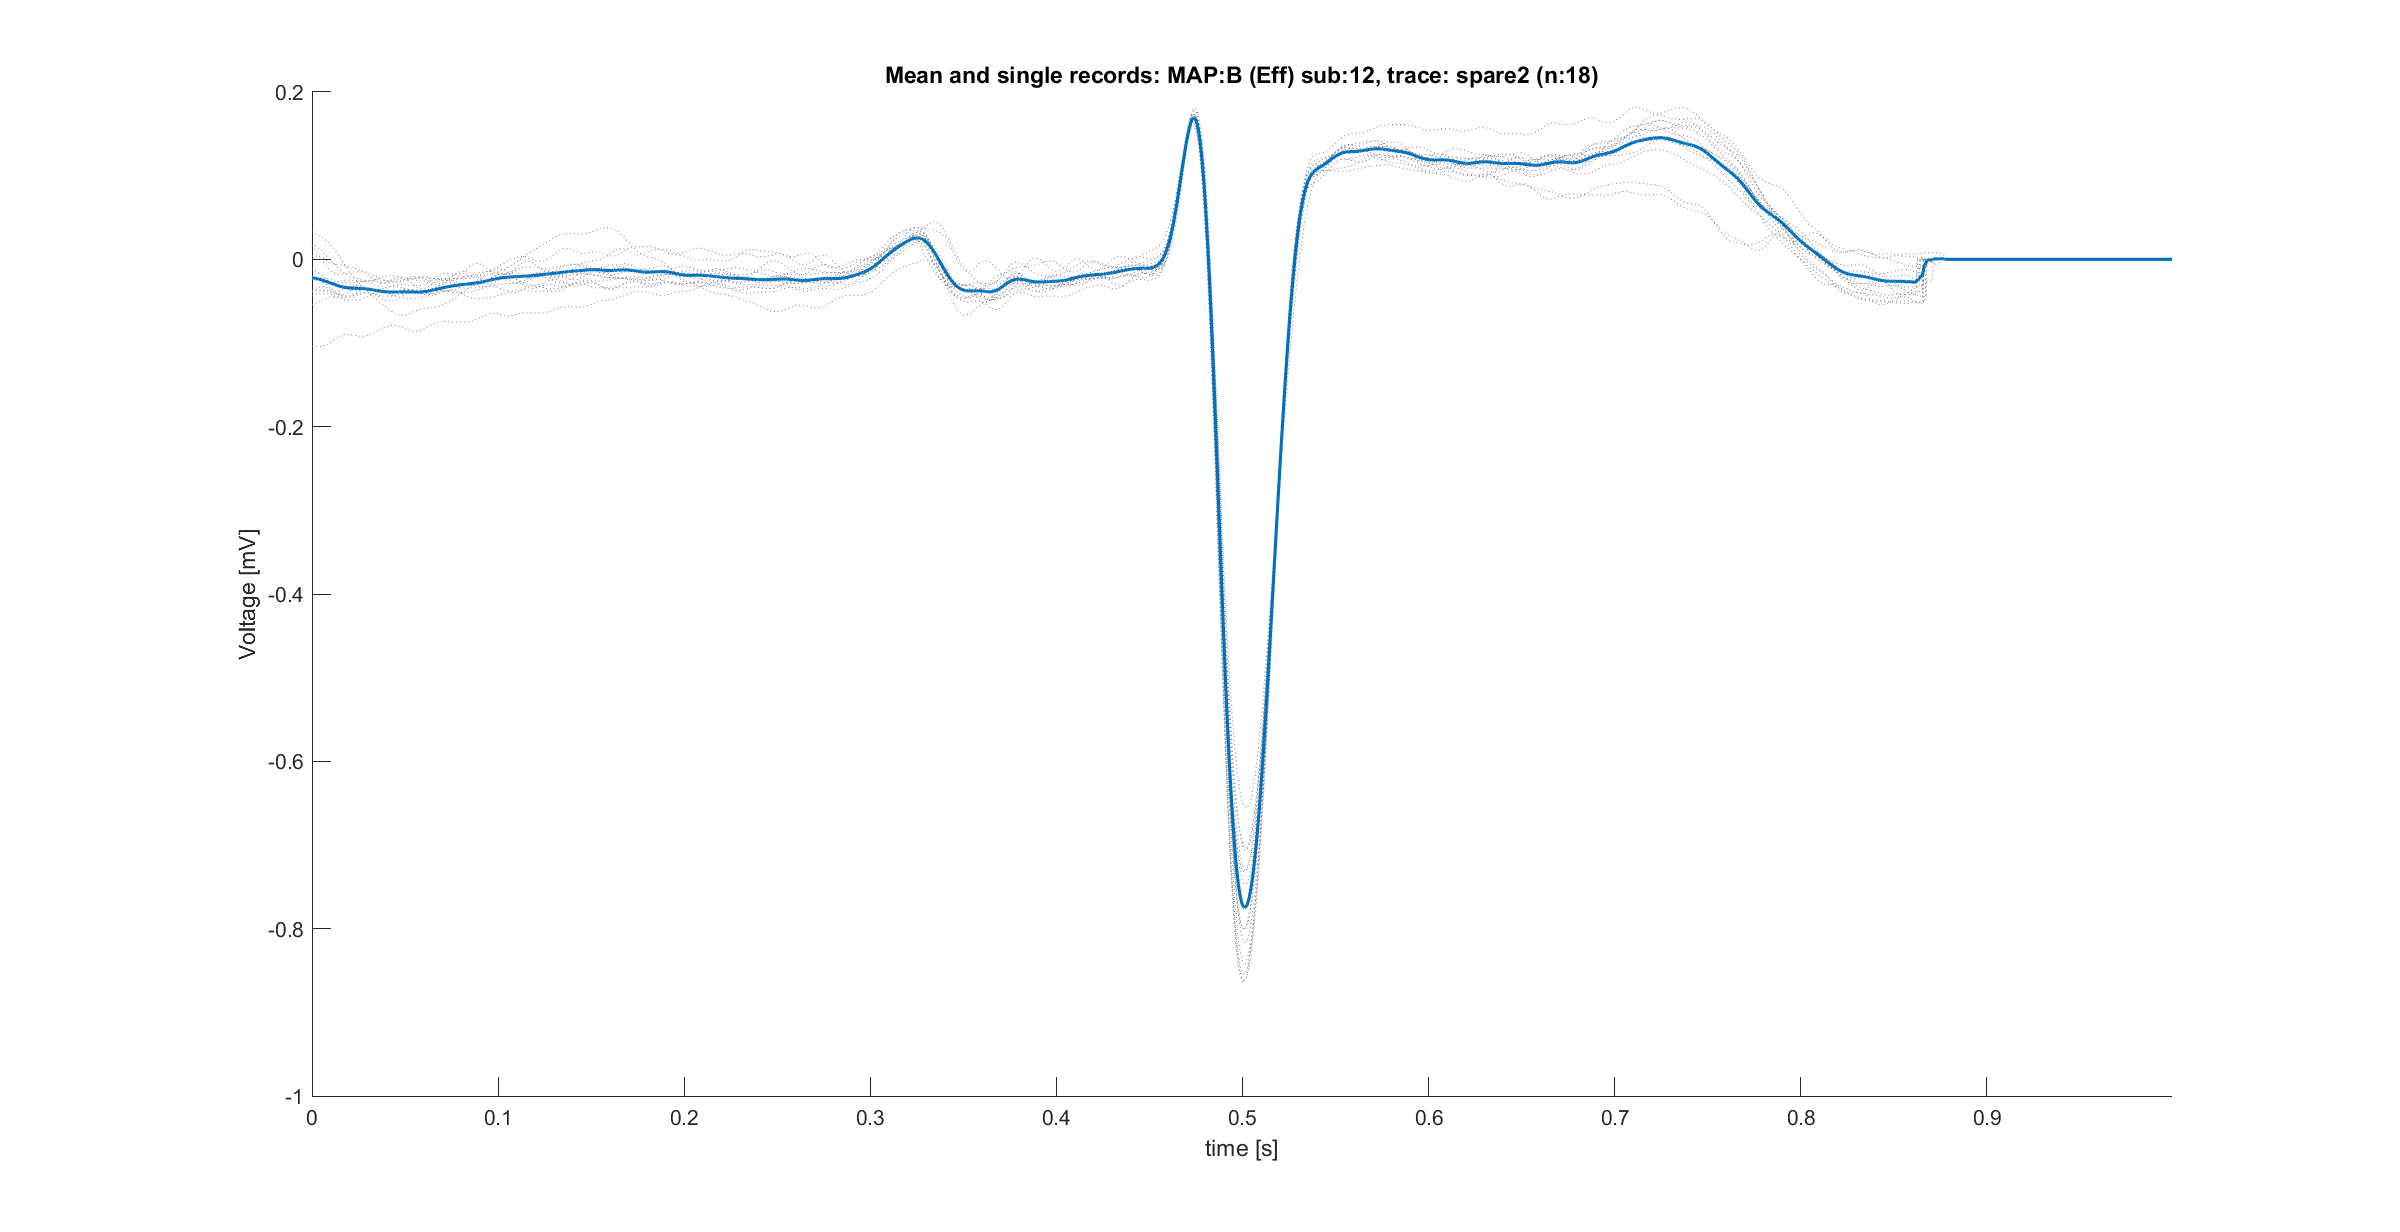 Mean and single records: MAP:B (Eff) sub:12, trace: spare2 (n:18)
0.2
0
-0.2
-0.4
-0.6
-0.8
-1
Voltage [mV]
0 0.1 0.2 0.3 0.4 0.5 0.6 0.7 0.8 0.9
time [s]